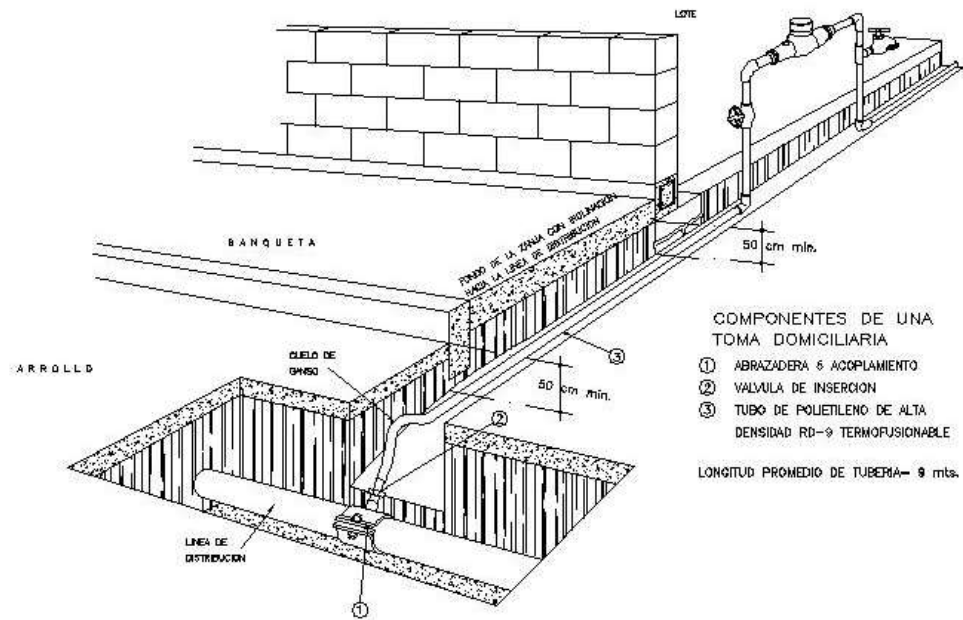 LOTE
BANQUETA
FONDO DE LA ZANJA CON INCLINACION
HACIA LA LINEA DE DISTRIBUCION
50 cm min.
ARROLLO
CUELO DE
GANSO
50 cm min.
3
2
LINEA DE
DISTRIBUCION
1
COMPONENTES DE UNA
TOMA DOMICILIARIA
1 ABRAZADERA ó ACOPLAMIENTO
2 VALVULA DE INSERCION
3 TUBO DE POLIETILENO DE ALTA
DENSIDAD RD-9 TERMOFUSIONABLE
LONGITUD PROMEDIO DE TUBERIA- 9 mts.